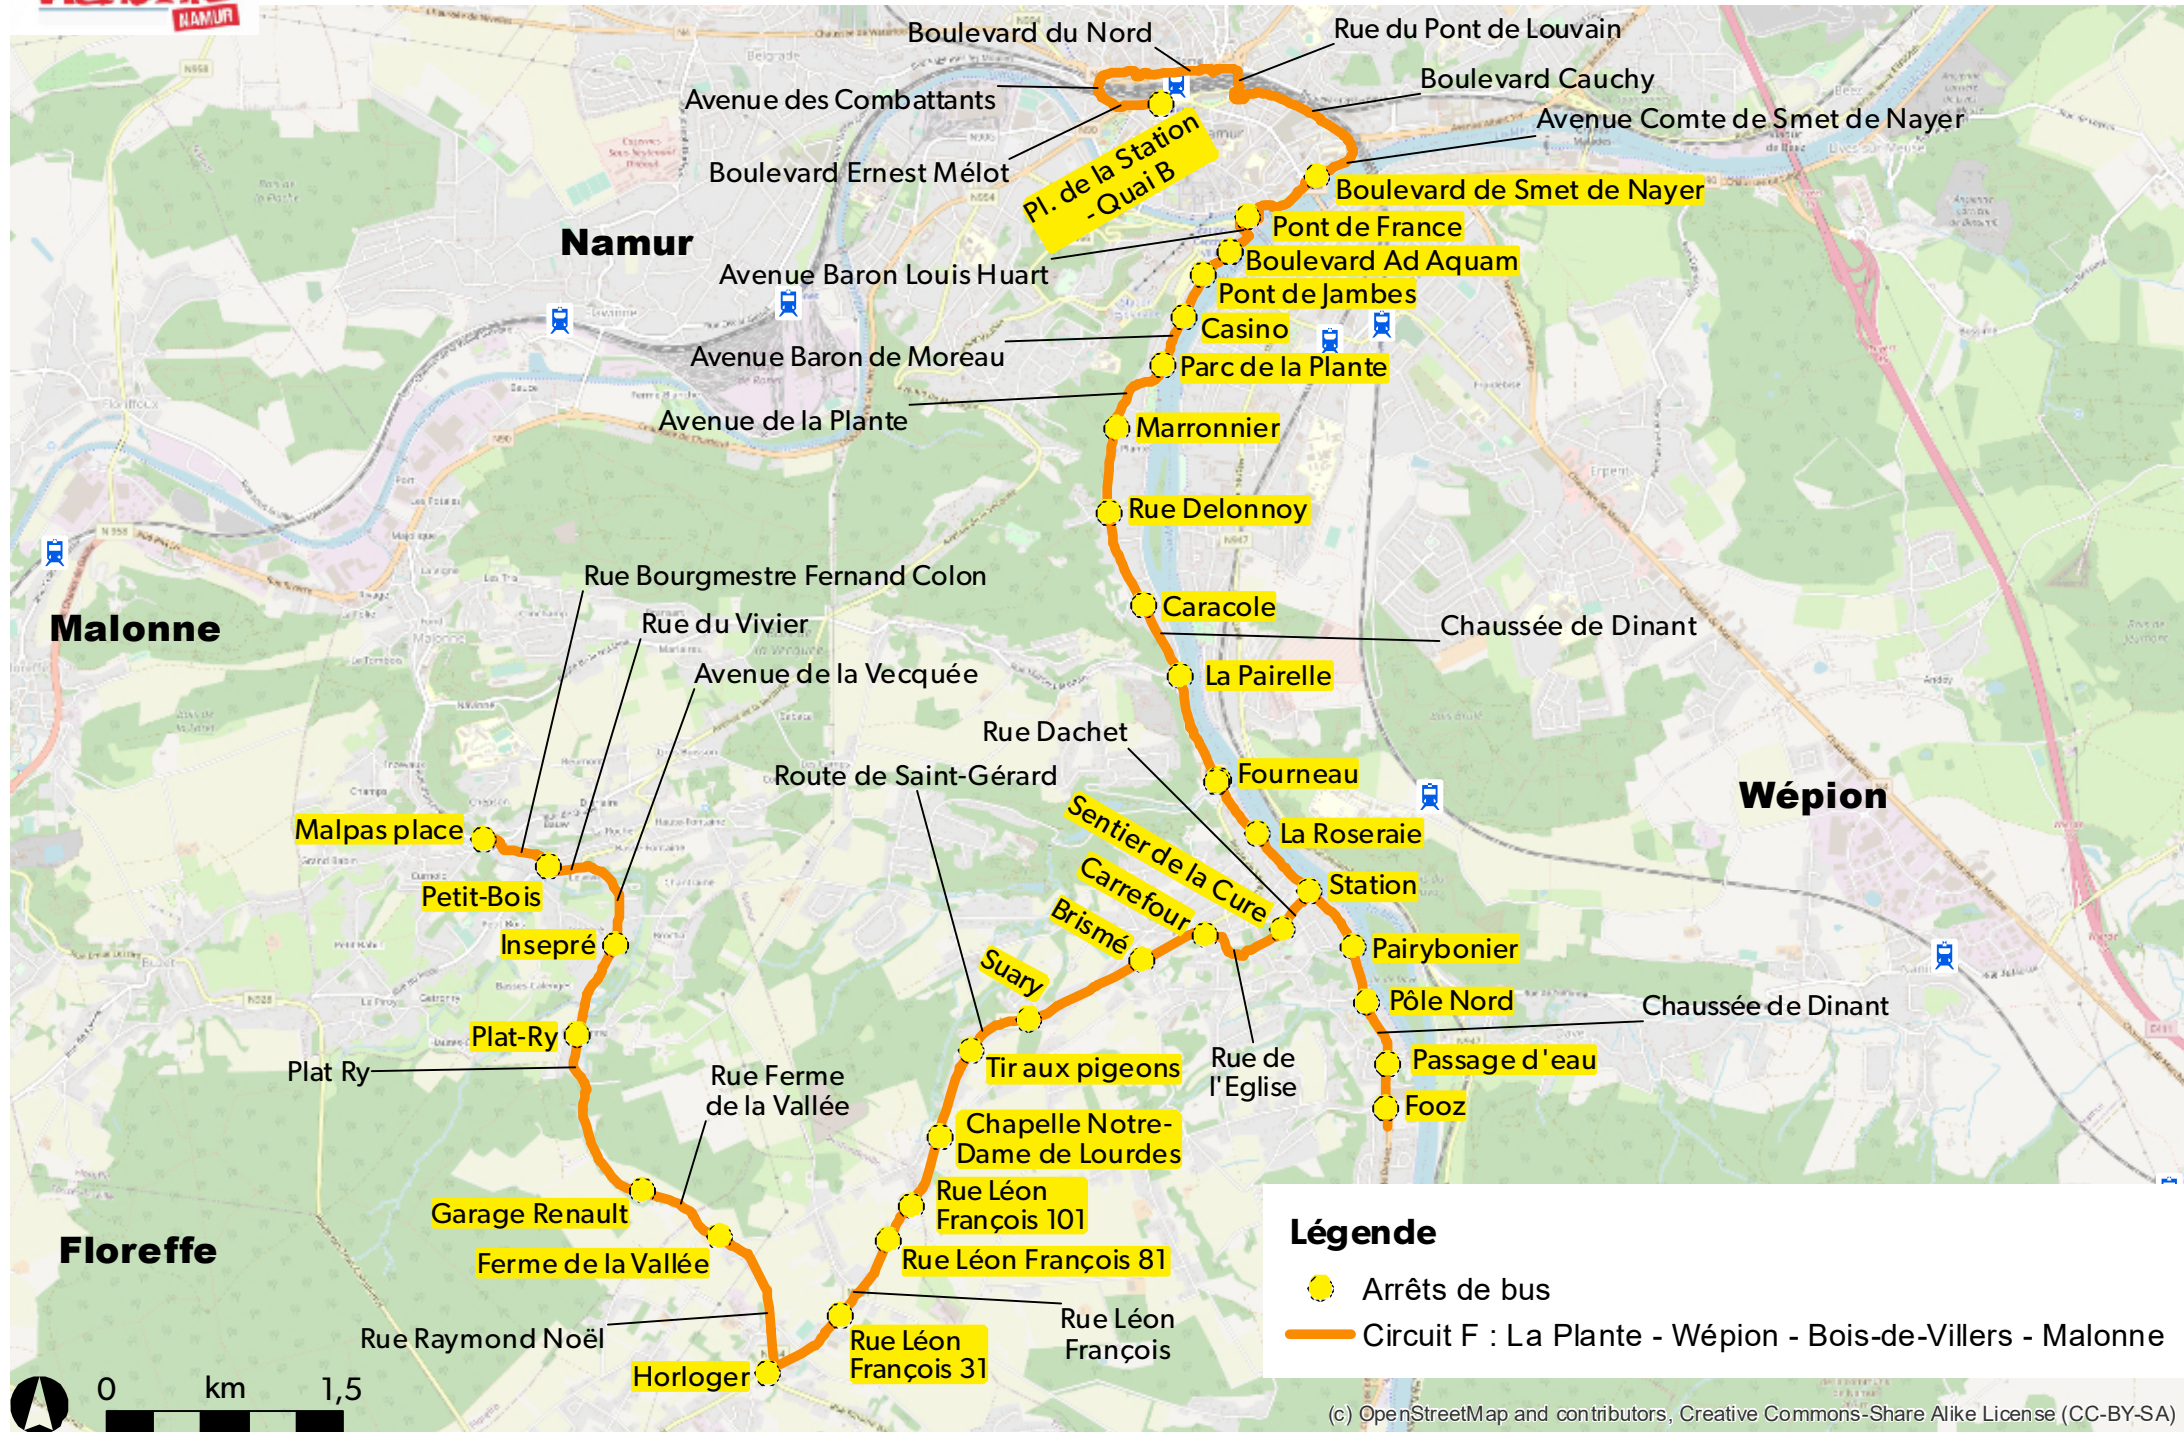 NAMUR
Boulevard du Nord
Rue du Pont de Louvain
Boulevard Cauchy
Avenue des Combattants
Avenue Comte de Smet de Nayer
Boulevard Ernest Mélot
Pl. de la Station
- Quai B
Boulevard de Smet de Nayer
Pont de France
Namur
Avenue Baron Louis Huart
Boulevard Ad Aquam
Pont de Jambes
Casino
Avenue Baron de Moreau
Parc de la Plante
Avenue de la Plante
Marronnier
Rue Delonnoy
Rue Bourgmestre Fernand Colon
Caracole
Malonne
Rue du Vivier
Chaussée de Dinant
Avenue de la Vecquée
La Pairelle
Rue Dachet
Route de Saint-Gérard
Fourneau
Wépion
Malpas place
Sentier de la Cure
La Roseraie
Petit-Bois
Carrefour
Station
Brismé
Insepré
Pairybonier
Suary
Pôle Nord
Chaussée de Dinant
Plat-Ry
Plat Ry
Tir aux pigeons
Rue de
l'Eglise
Passage d'eau
Rue Ferme
de la Vallée
Fooz
Chapelle Notre-
Dame de Lourdes
Garage Renault
Rue Léon
François 101
Floreffe
Ferme de la Vallée
Rue Léon François 81
Rue Raymond Noël
Rue Léon
François
Rue Léon
François 31
Horloger
Légende
Arrêts de bus
Circuit F : La Plante - Wépion - Bois-de-Villers - Malonne
0 km 1,5
(c) OpenStreetMap and contributors, Creative Commons-Share Alike License (CC-BY-SA)
N958
N954
N90
N947
N928
Belgrade
Erpent